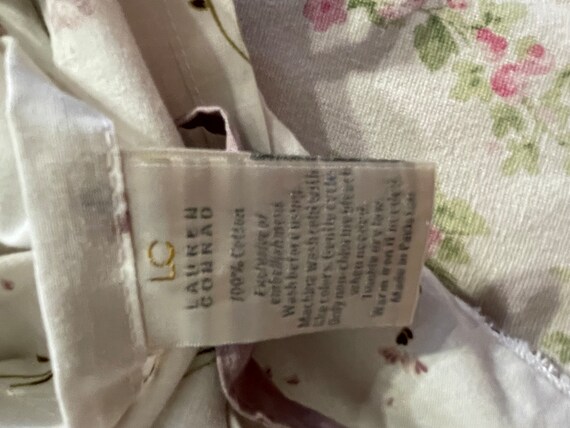 LC
LAUREN
CONRAD
100% Cotton
Exclusive of
embellishment
Wash before using.
Machine wash cold with
like colors. Gentle cycle
Only non-chlorine bleach
when needed.
Tumble dry low.
Warm iron if needed.
Made in Pakistan